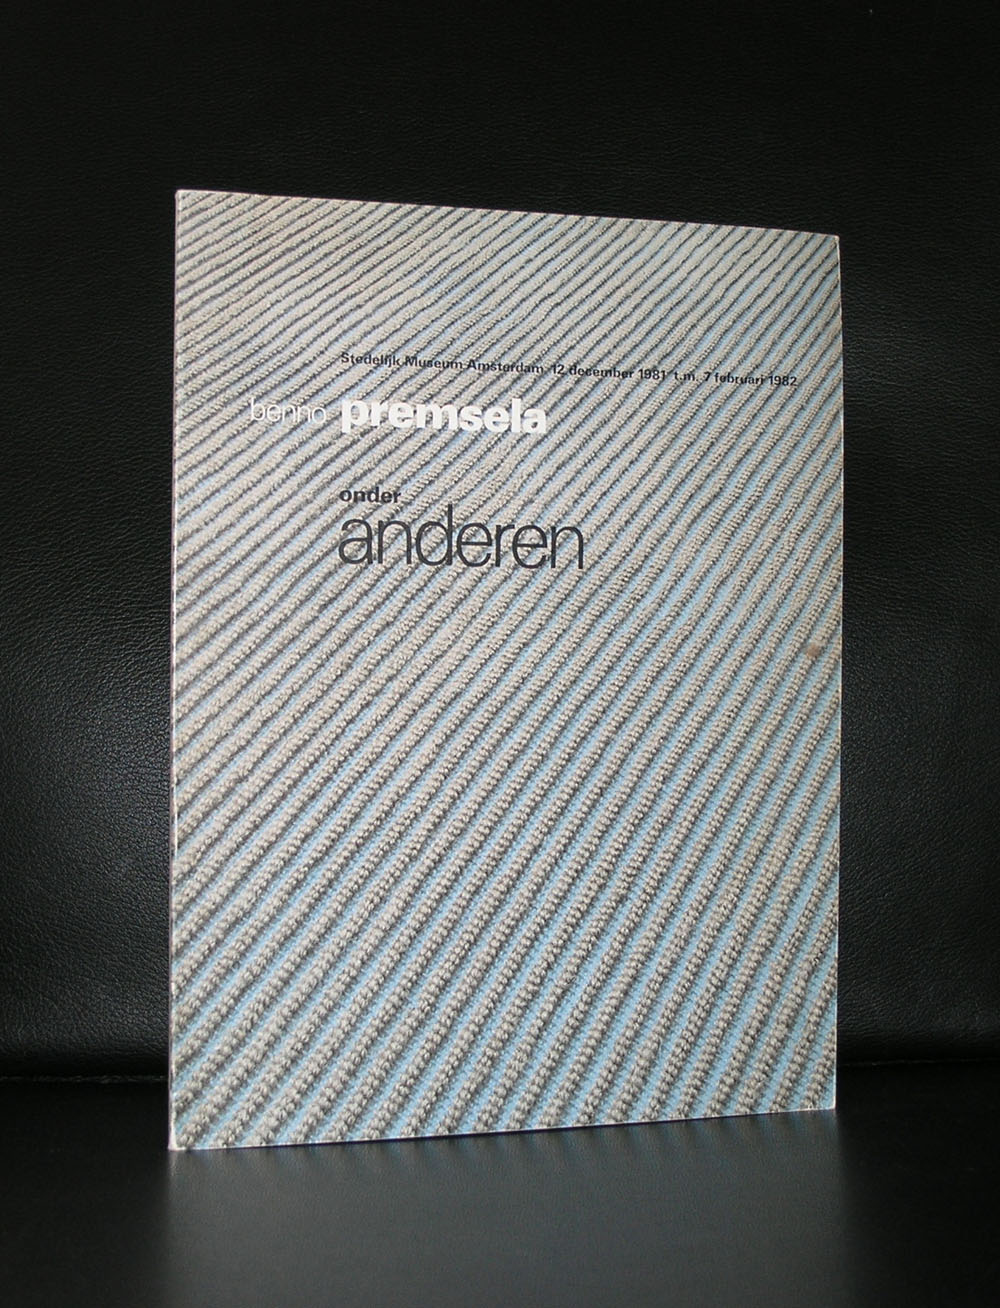 Stedelijk Museum Amsterdam 12 december 1981 t.m. 7 februari 1982
benno premsela
onder
anderen